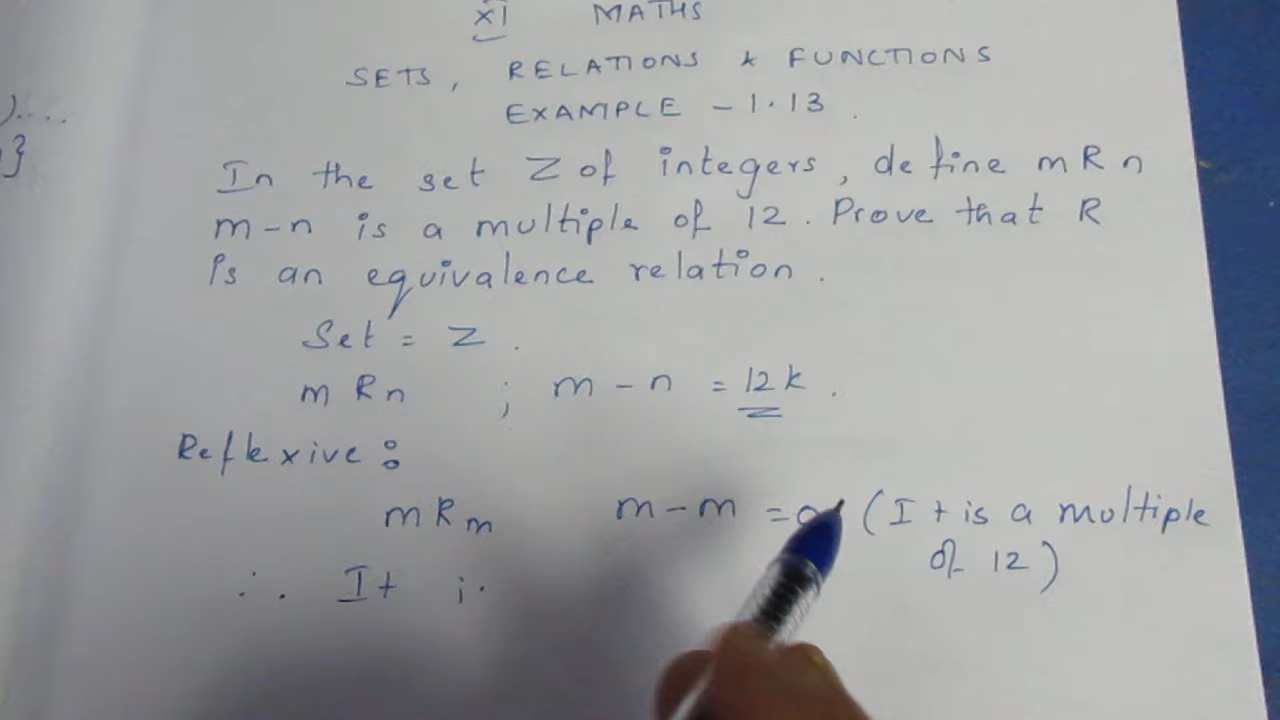 XI MATHS
SETS, RELATIONS & FUNCTIONS
EXAMPLE - 1.13.
)....
}
In the set Z of integers, define mRn
m-n is a multiple of 12. Prove that R
is an equivalence relation.
Set = Z.
mRn ; m-n = 12k.
Reflexive:
mRm m-m =0 (It is a multiple
of 12)
∴ It i